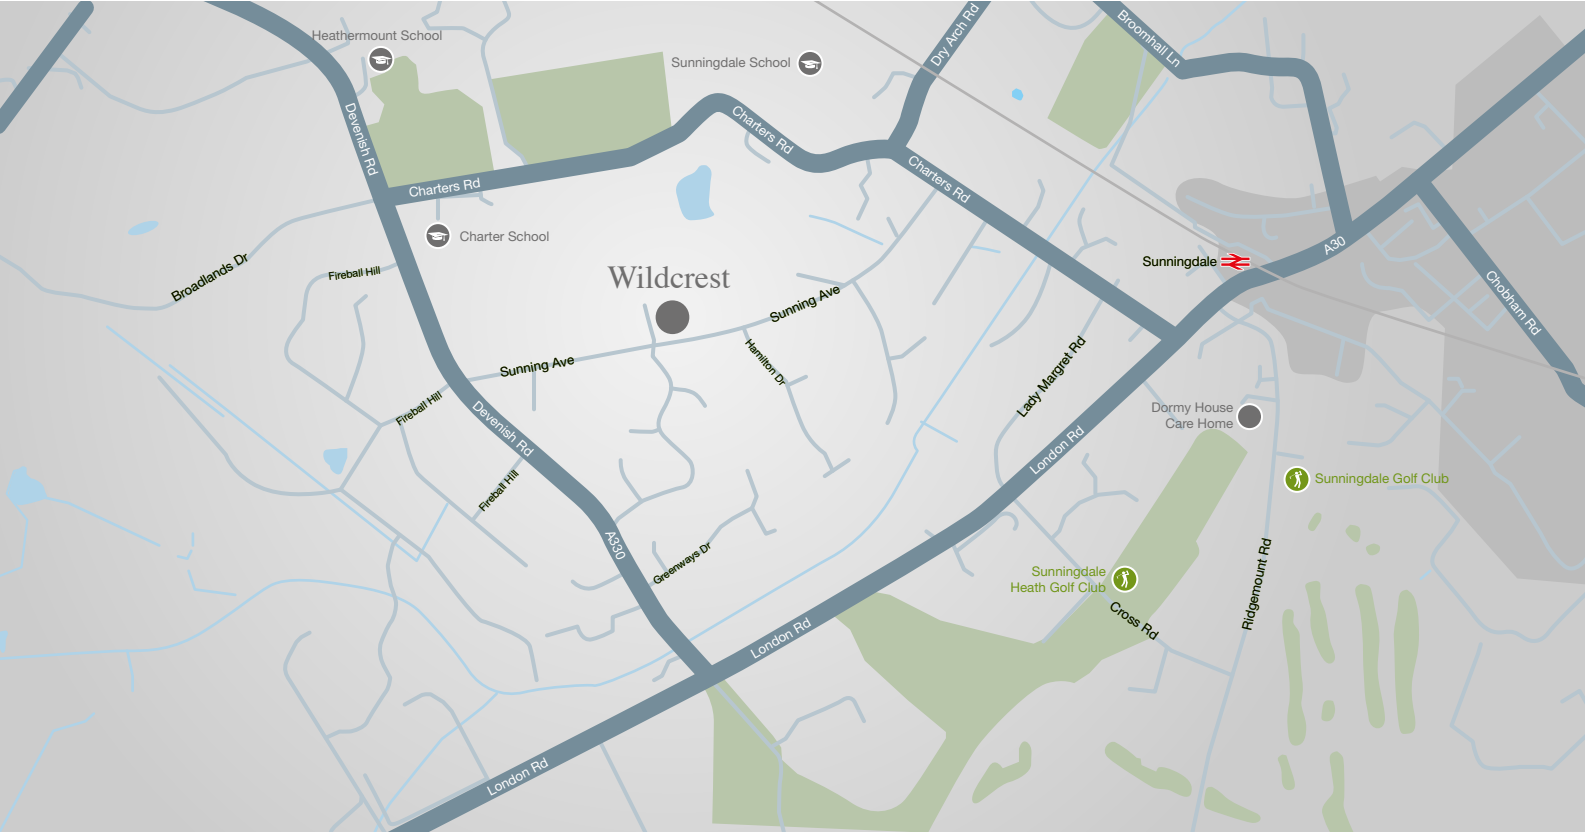 Heathermount School
Sunningdale School
Dry Arch Rd
Broomhall Ln
Devenish Rd
Charters Rd
Charters Rd
Charters Rd
Charter School
Broadlands Dr
Fireball Hill
Wildcrest
Sunning Ave
Sunningdale
A30
Chobham Rd
Sunning Ave
Hamilton Dr
Lady Margret Rd
Fireball Hill
Devenish Rd
Dormy House
Care Home
London Rd
Sunningdale Golf Club
Fireball Hill
A330
Greenways Dr
Sunningdale
Heath Golf Club
Cross Rd
Ridgemount Rd
London Rd
London Rd